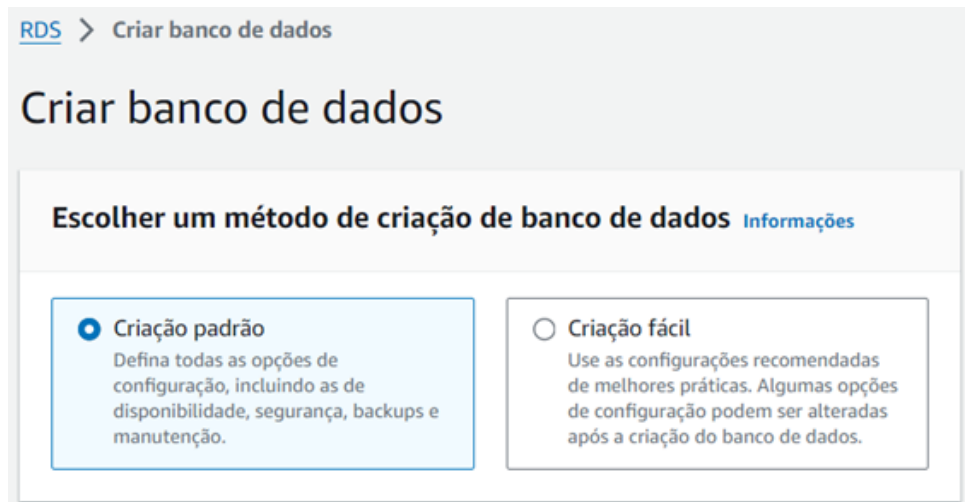 RDS > Criar banco de dados
Criar banco de dados
Escolher um método de criação de banco de dados Informações
Criação padrão
Defina todas as opções de
configuração, incluindo as de
disponibilidade, segurança, backups e
manutenção.
Criação fácil
Use as configurações recomendadas
de melhores práticas. Algumas opções
de configuração podem ser alteradas
após a criação do banco de dados.